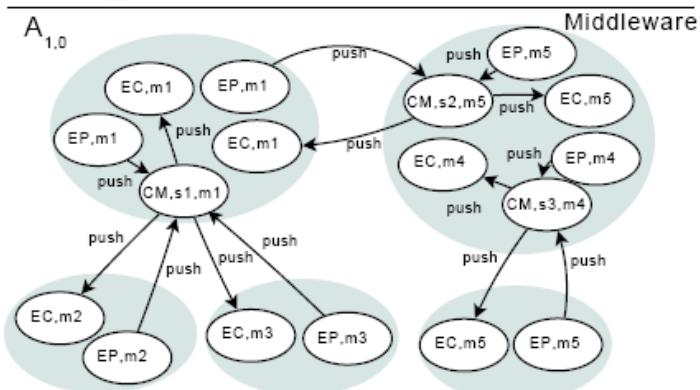 A1,0
Middleware
push
push
EP,m5
EC,m1
EP,m1
CM,s2,m5
push
EC,m5
EP,m1
push
EC,m1
push
EC,m4
push
EP,m4
push
CM,s1,m1
push
CM,s3,m4
push
push
push
push
push
push
EC,m2
EP,m2
EC,m3
EP,m3
EC,m5
EP,m5